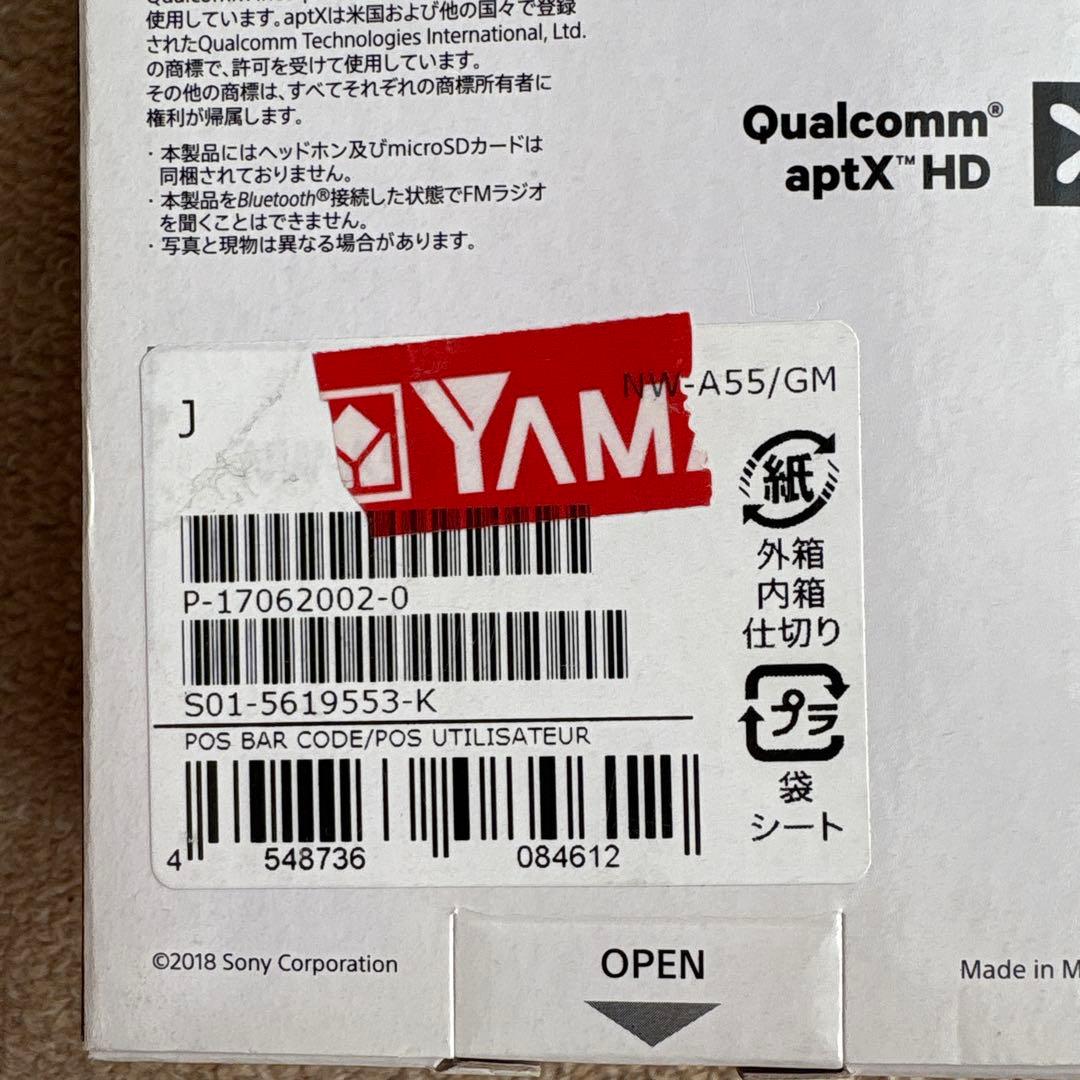 使用しています。aptXは米国および他の国々で登録
されたQualcomm Technologies International, Ltd.
の商標で、許可を受けて使用しています。
その他の商標は、すべてそれぞれの商標所有者に
権利が帰属します。
・本製品にはヘッドホン及びmicroSDカードは
同梱されておりません。
・本製品をBluetooth®接続した状態でFMラジオ
を聞くことはできません。
・写真と現物は異なる場合があります。
Qualcomm®
aptX™ HD
J
YAM
NW-A55/GM
紙
外箱
内箱
仕切り
プラ
袋
シート
P-17062002-0
S01-5619553-K
POS BAR CODE/POS UTILISATEUR
4 548736 084612
©2018 Sony Corporation
OPEN
Made in M